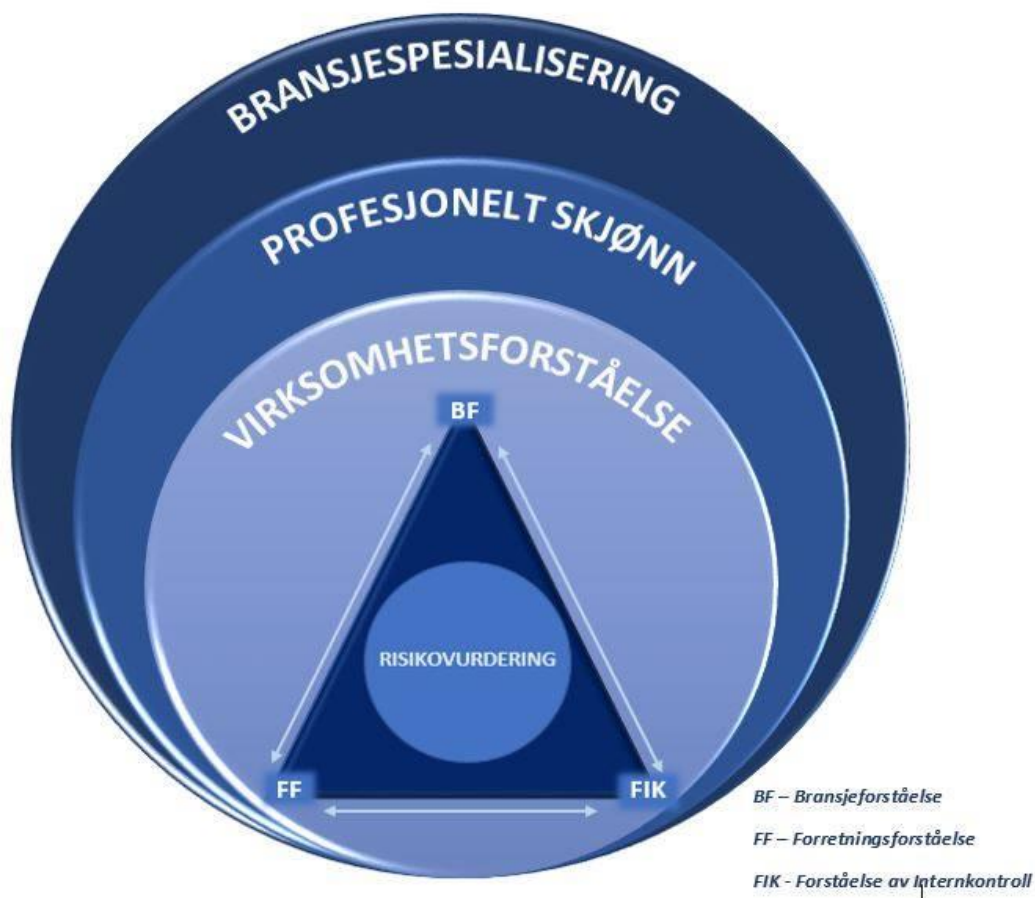 BRANSJESPESIALISERING
PROFESJONELT SKJØNN
VIRKSOMHETSFORSTÅELSE
BF
RISIKOVURDERING
FF
FIK
BF – Bransjeforståelse
FF – Forretningsforståelse
FIK - Forståelse av Internkontroll